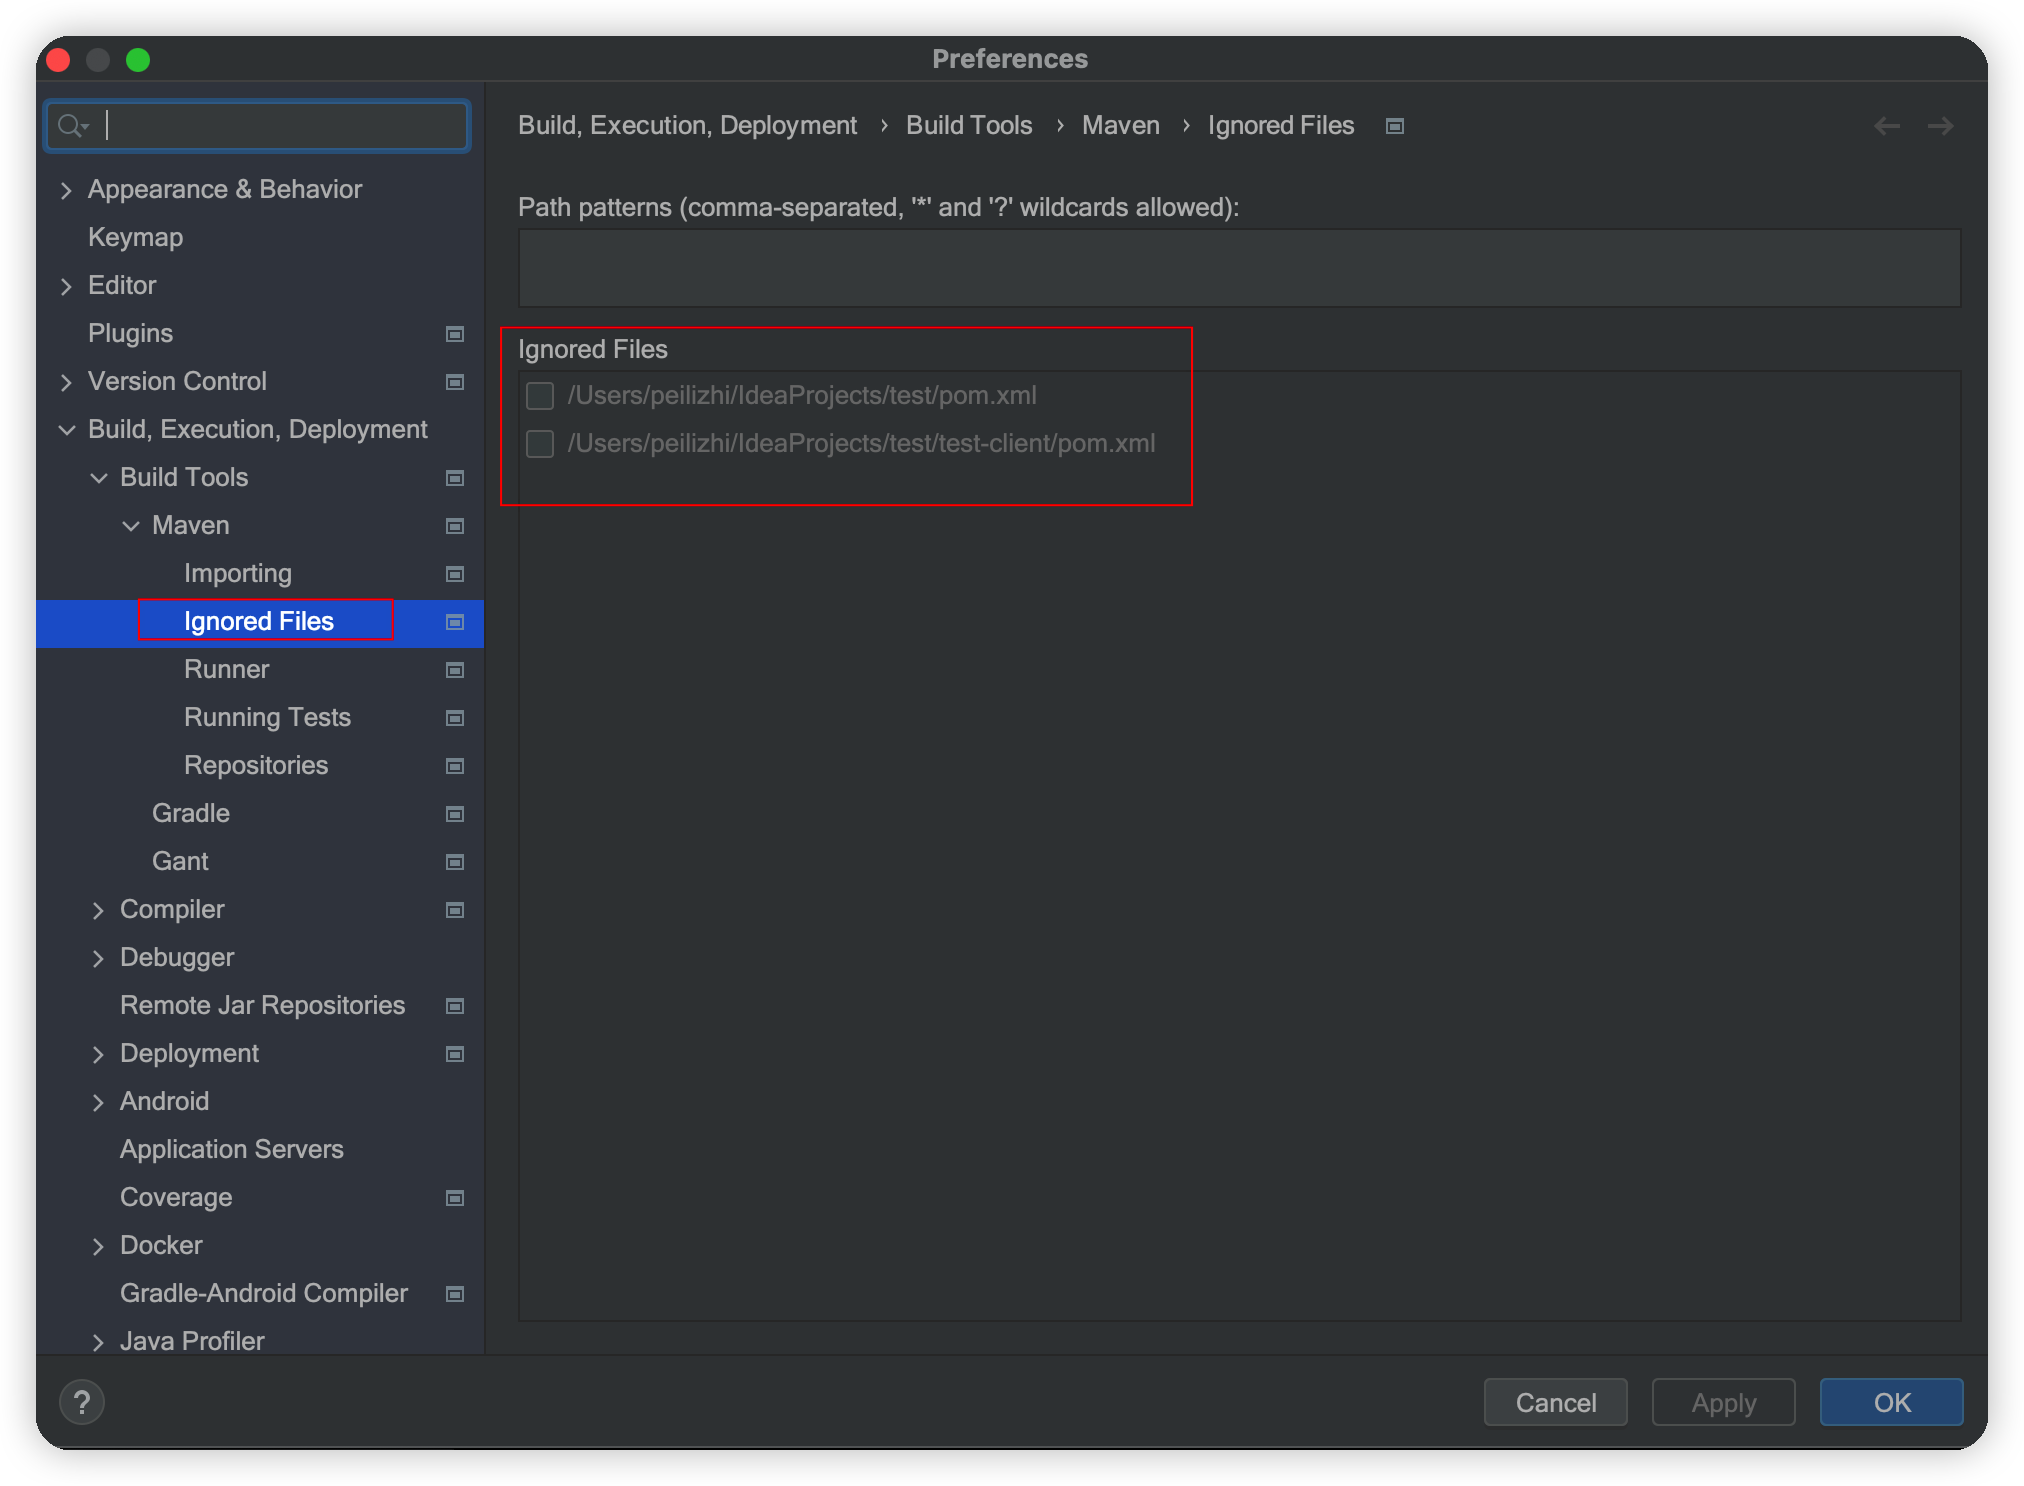 Preferences
Build, Execution, Deployment › Build Tools › Maven › Ignored Files
Appearance & Behavior
Keymap
Editor
Plugins
Version Control
Build, Execution, Deployment
Build Tools
Maven
Importing
Ignored Files
Runner
Running Tests
Repositories
Gradle
Gant
Compiler
Debugger
Remote Jar Repositories
Deployment
Android
Application Servers
Coverage
Docker
Gradle-Android Compiler
Java Profiler
Path patterns (comma-separated, '*' and '?' wildcards allowed):
Ignored Files
/Users/peilizhi/IdeaProjects/test/pom.xml
/Users/peilizhi/IdeaProjects/test/test-client/pom.xml
?
Cancel
Apply
OK